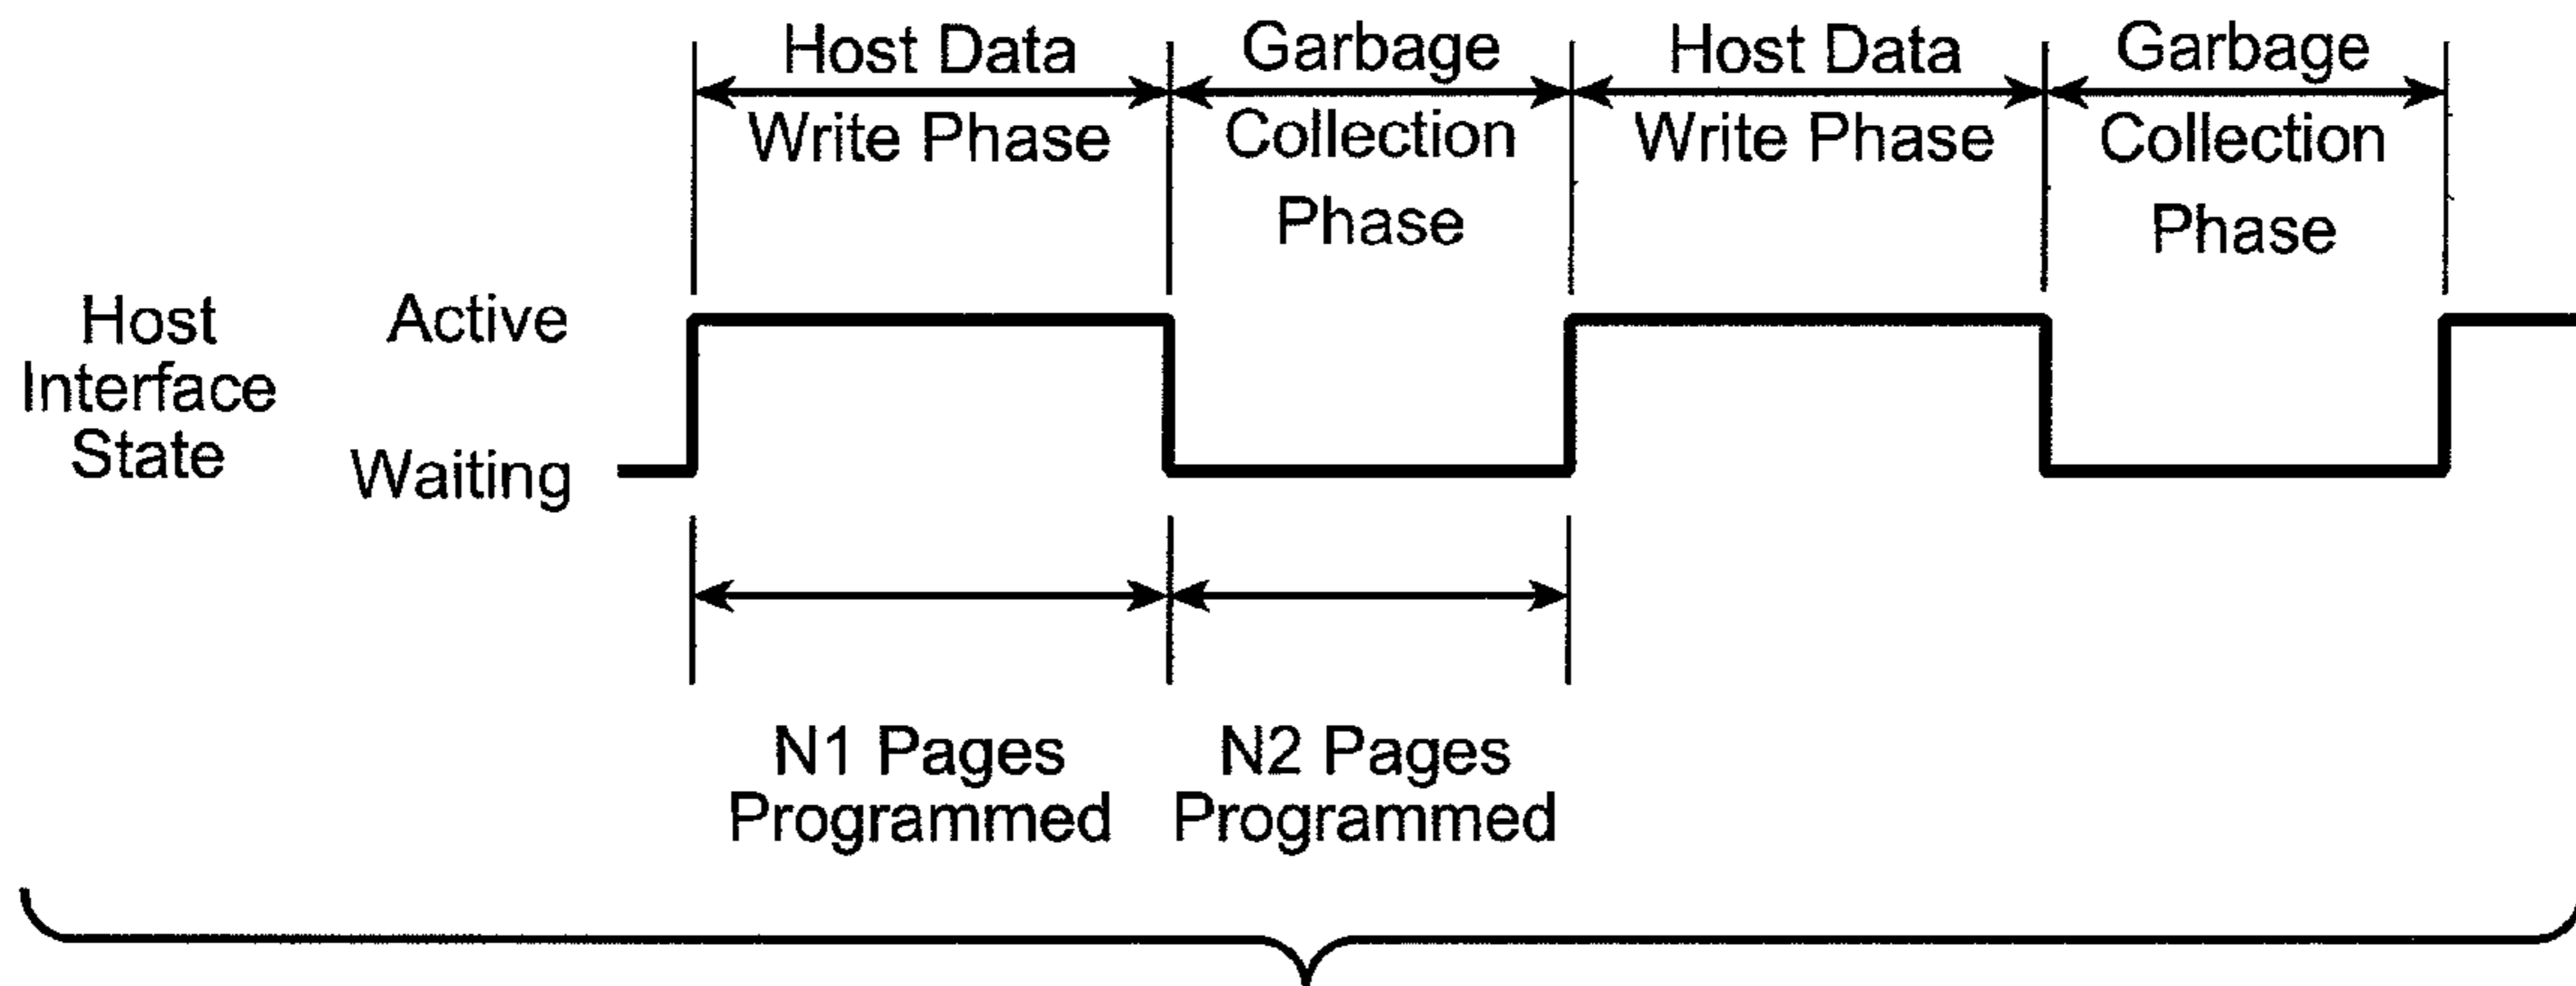 Host Data
Write Phase
Garbage
Collection
Phase
Host Data
Write Phase
Garbage
Collection
Phase
Host
Interface
State
Active
Waiting
N1 Pages
Programmed
N2 Pages
Programmed